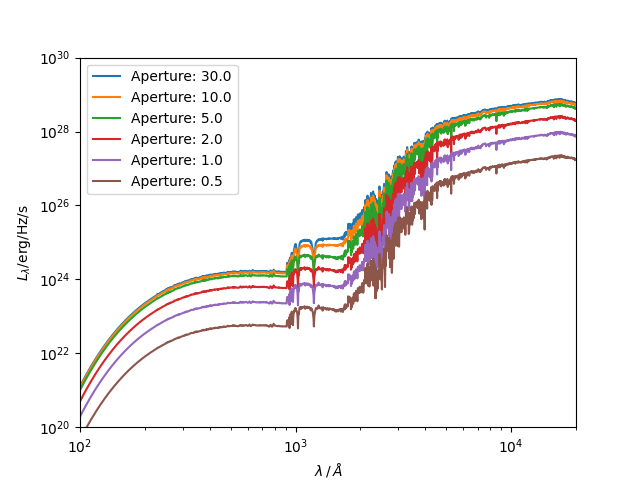 10^30
10^28
10^26
10^24
10^22
10^20
L_λ/erg/Hz/s
Aperture: 30.0
Aperture: 10.0
Aperture: 5.0
Aperture: 2.0
Aperture: 1.0
Aperture: 0.5
10^2 10^3 10^4
λ / Å